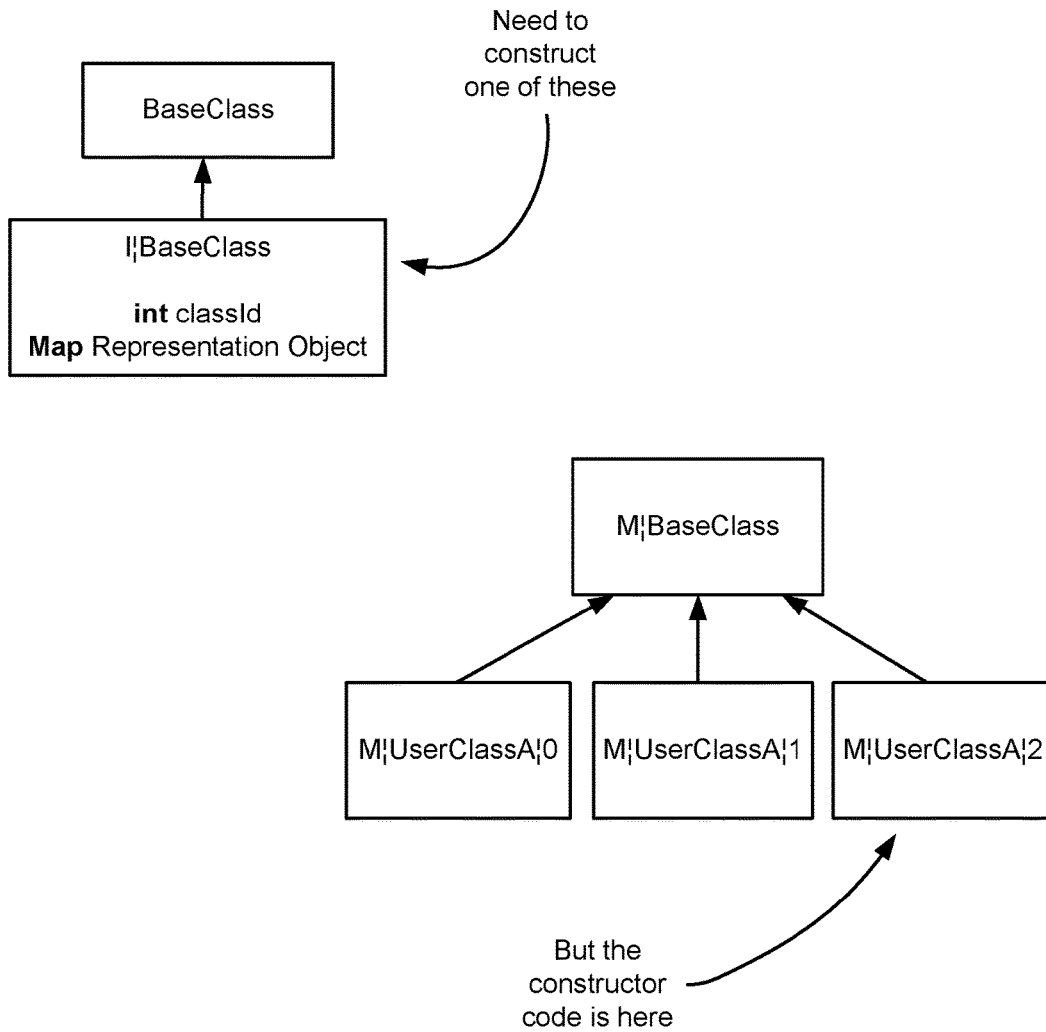 Need to
construct
one of these
BaseClass
I¦BaseClass
int classId
Map Representation Object
M¦BaseClass
M¦UserClassA¦0
M¦UserClassA¦1
M¦UserClassA¦2
But the
constructor
code is here